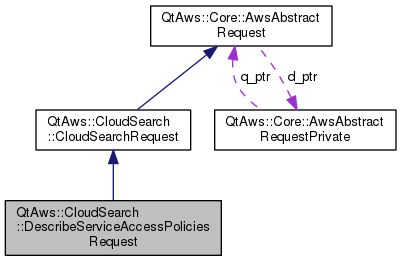 QtAws::Core::AwsAbstract
Request
q_ptr
d_ptr
QtAws::CloudSearch
::CloudSearchRequest
QtAws::Core::AwsAbstract
RequestPrivate
QtAws::CloudSearch
::DescribeServiceAccessPolicies
Request